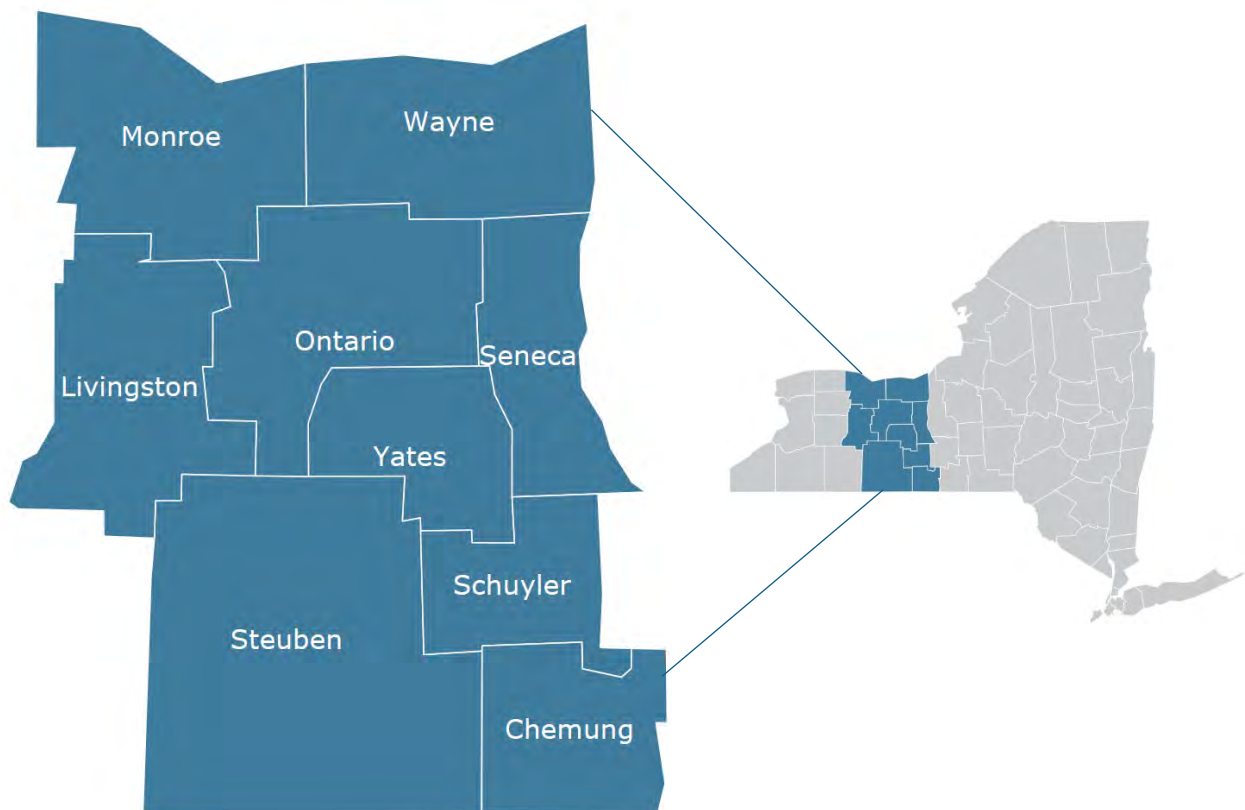 Monroe
Wayne
Ontario
Seneca
Livingston
Yates
Schuyler
Steuben
Chemung